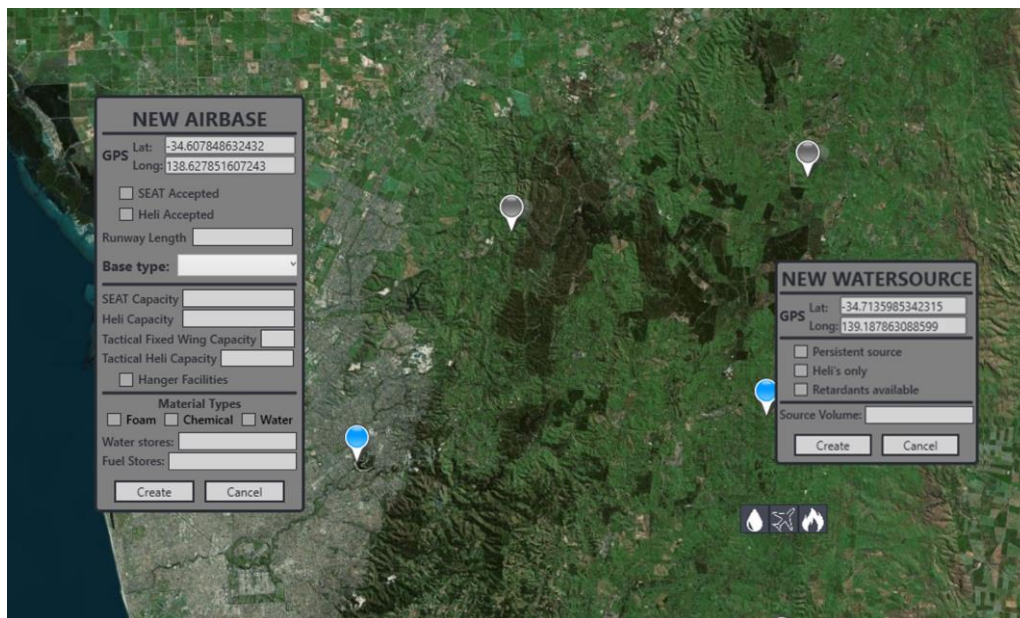 NEW AIRBASE
GPS Lat: -34.607848632432
Long: 138.627851607243
SEAT Accepted
Heli Accepted
Runway Length
Base type:
SEAT Capacity
Heli Capacity
Tactical Fixed Wing Capacity
Tactical Heli Capacity
Hanger Facilities
Material Types
Foam Chemical Water
Water stores:
Fuel Stores:
Create Cancel
NEW WATERSOURCE
GPS Lat: -34.7135985342315
Long: 139.187863088599
Persistent source
Heli's only
Retardants available
Source Volume:
Create Cancel